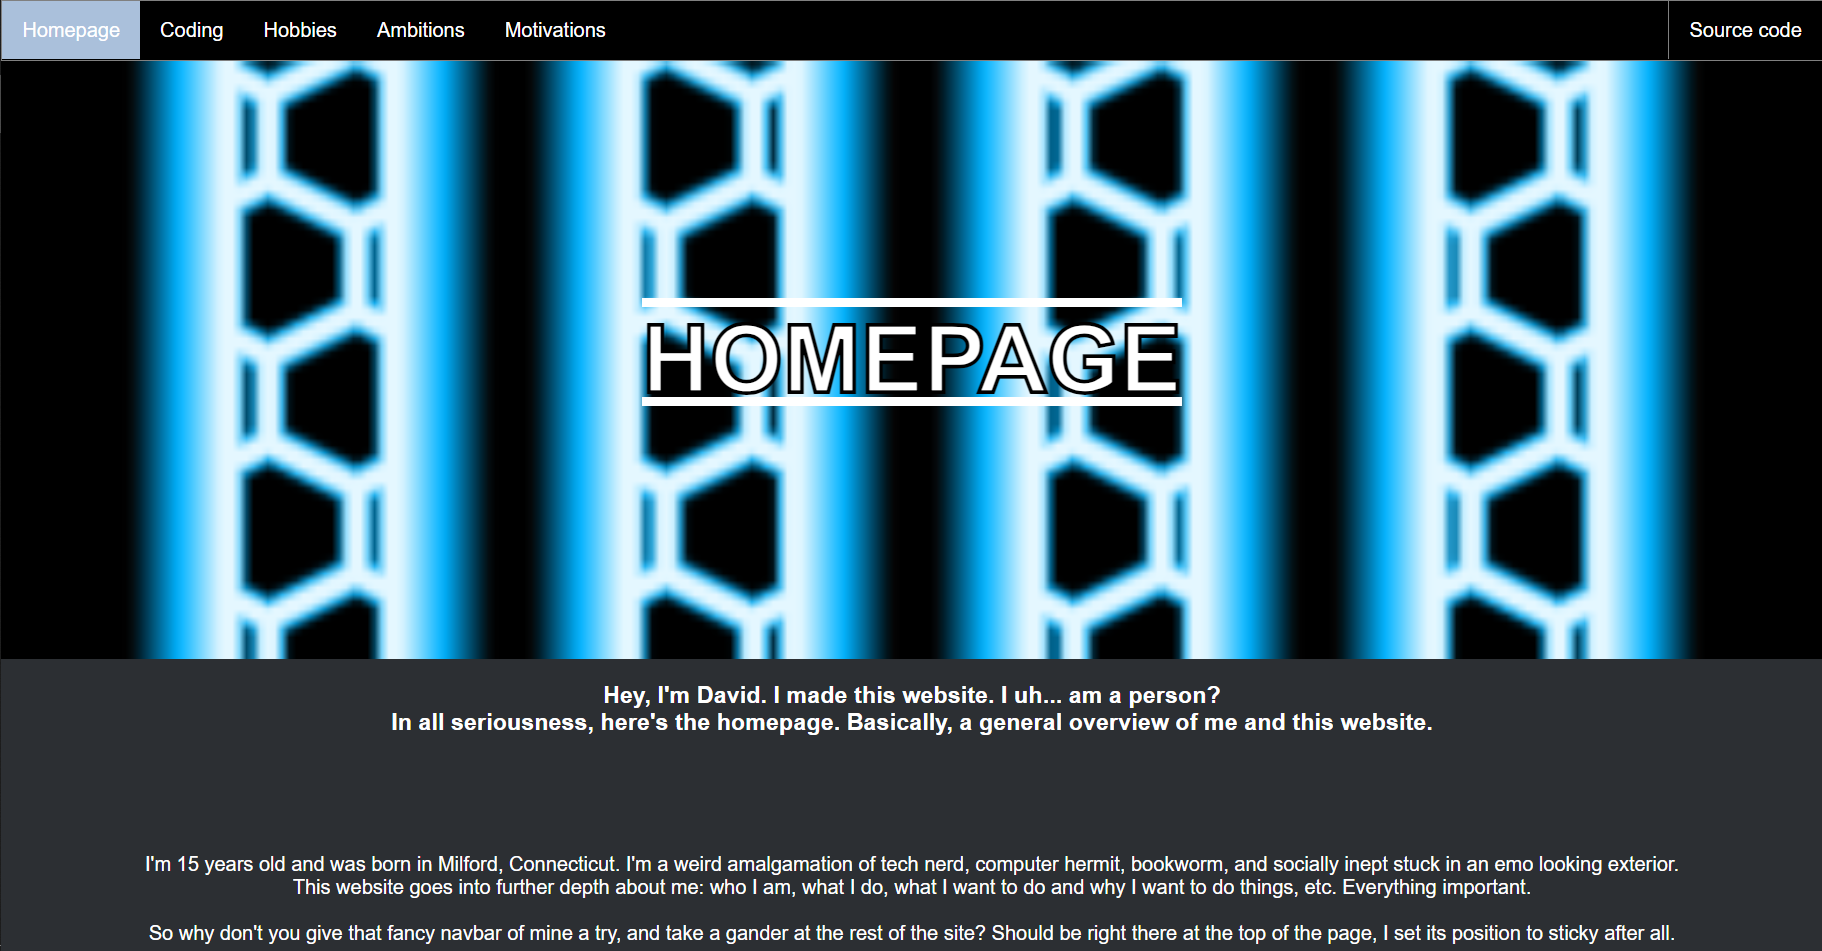 Homepage Coding Hobbies Ambitions Motivations Source code
HOMEPAGE
Hey, I'm David. I made this website. I uh... am a person?
In all seriousness, here's the homepage. Basically, a general overview of me and this website.
I'm 15 years old and was born in Milford, Connecticut. I'm a weird amalgamation of tech nerd, computer hermit, bookworm, and socially inept stuck in an emo looking exterior.
This website goes into further depth about me: who I am, what I do, what I want to do and why I want to do things, etc. Everything important.
So why don't you give that fancy navbar of mine a try, and take a gander at the rest of the site? Should be right there at the top of the page, I set its position to sticky after all.